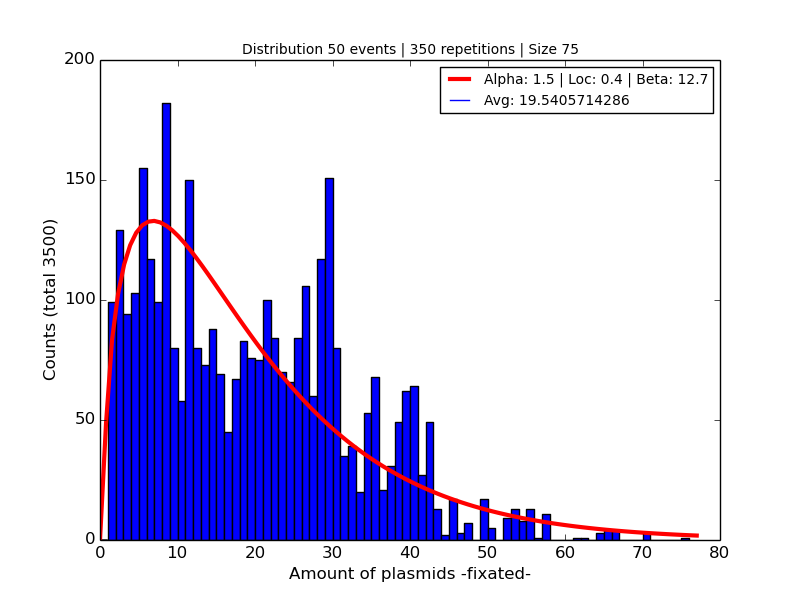 Distribution 50 events | 350 repetitions | Size 75
Alpha: 1.5 | Loc: 0.4 | Beta: 12.7
Avg: 19.5405714286
200
150
100
50
0
Counts (total 3500)
0 10 20 30 40 50 60 70 80
Amount of plasmids -fixated-